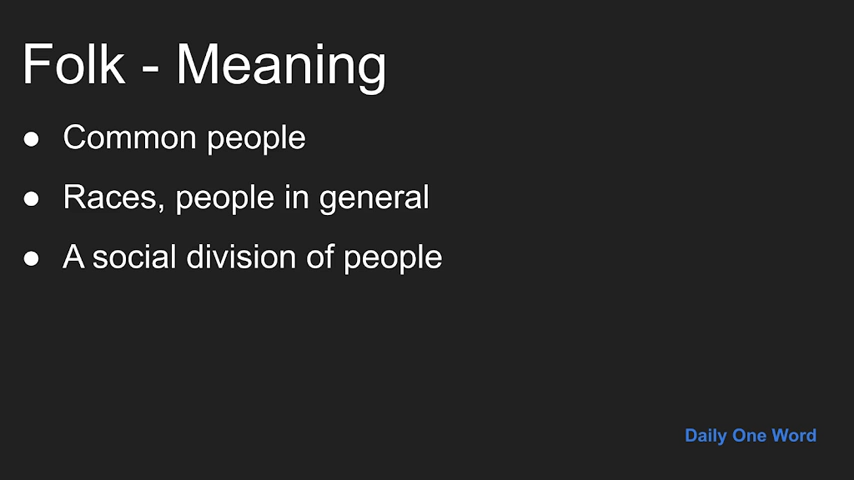 Folk - Meaning
● Common people
● Races, people in general
● A social division of people
Daily One Word